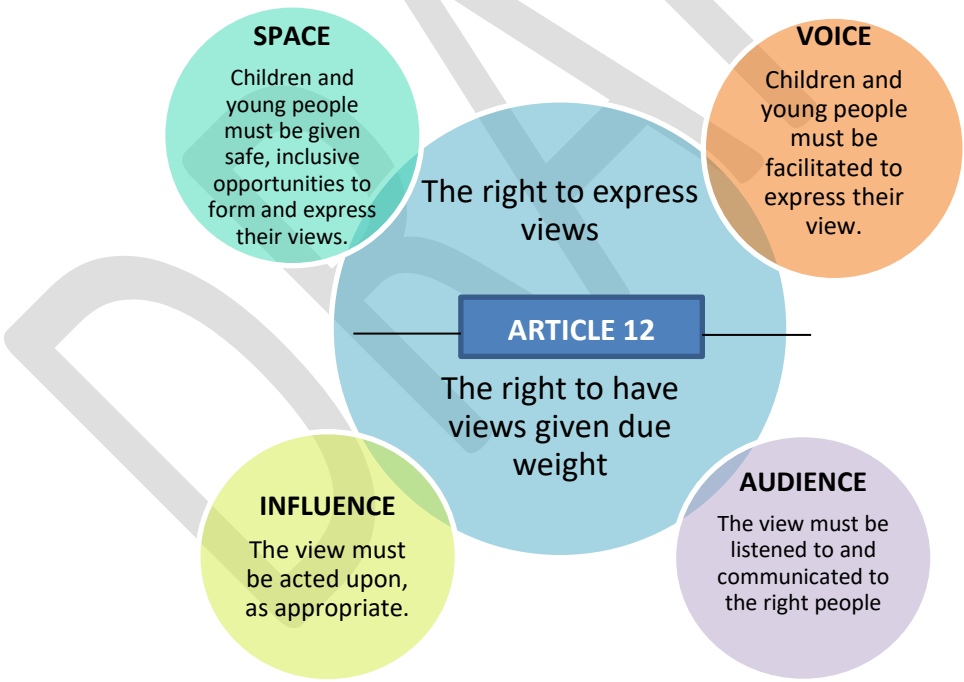 SPACE
Children and
young people
must be given
safe, inclusive
opportunities to
form and express
their views.
VOICE
Children and
young people
must be
facilitated to
express their
view.
The right to express
views
ARTICLE 12
The right to have
views given due
weight
INFLUENCE
The view must
be acted upon,
as appropriate.
AUDIENCE
The view must be
listened to and
communicated to
the right people